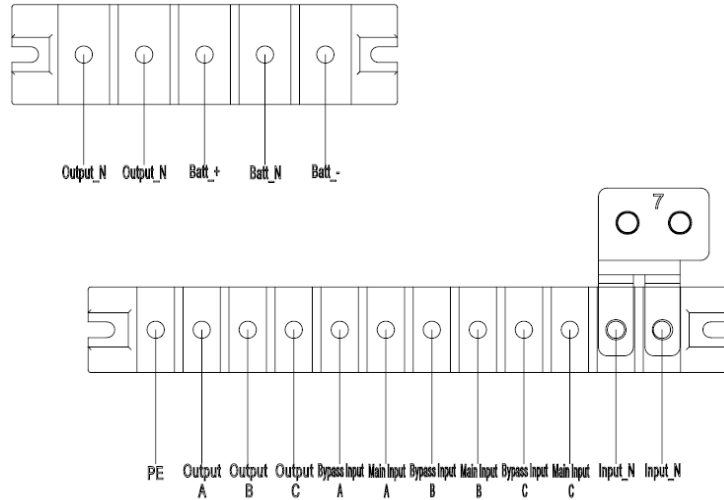 Output_N Output_N Batt_+ Batt_N Batt_-
7
PE Output Output Output Bypass Input Main Input Bypass Input Main Input Bypass Input Main Input Input_N Input_N
A B C A A B B C C